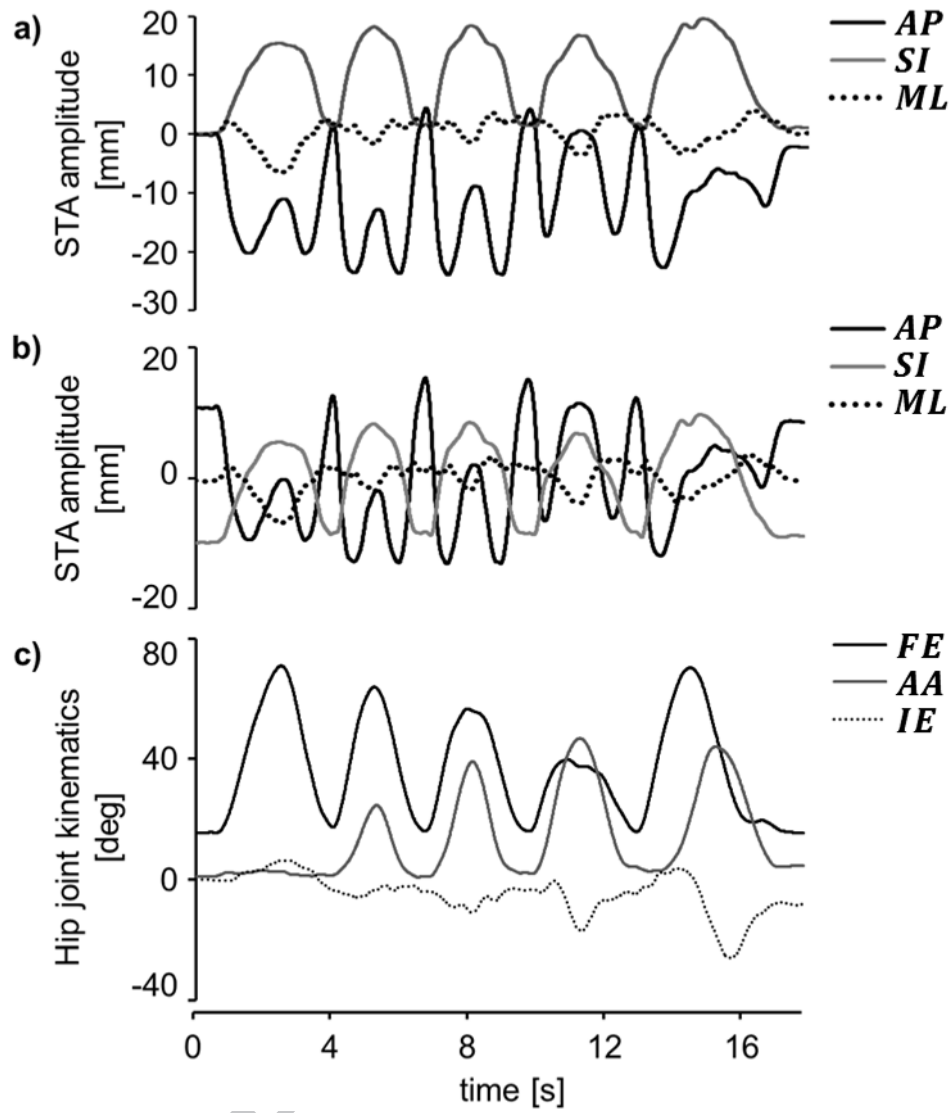 a)
STA amplitude
[mm]
20
10
0
-10
-20
-30
AP
SI
ML
b)
STA amplitude
[mm]
20
0
-20
AP
SI
ML
c)
Hip joint kinematics
[deg]
80
40
0
-40
FE
AA
IE
0 4 8 12 16
time [s]